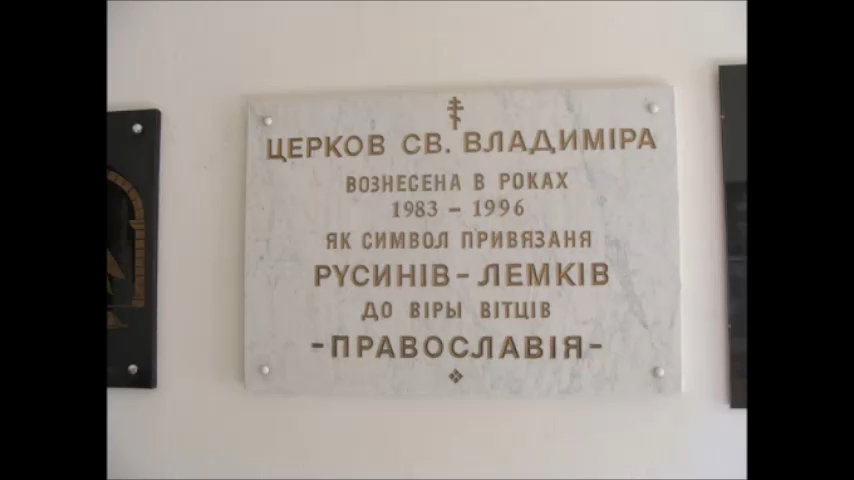 ЦЕРКОВ СВ. ВЛАДИМІРА
ВОЗНЕСЕНА В РОКАХ
1983 – 1996
ЯК СИМВОЛ ПРИВЯЗАНЯ
РУСИНІВ – ЛЕМКІВ
ДО ВІРЫ ВІТЦІВ
-ПРАВОСЛАВІЯ-